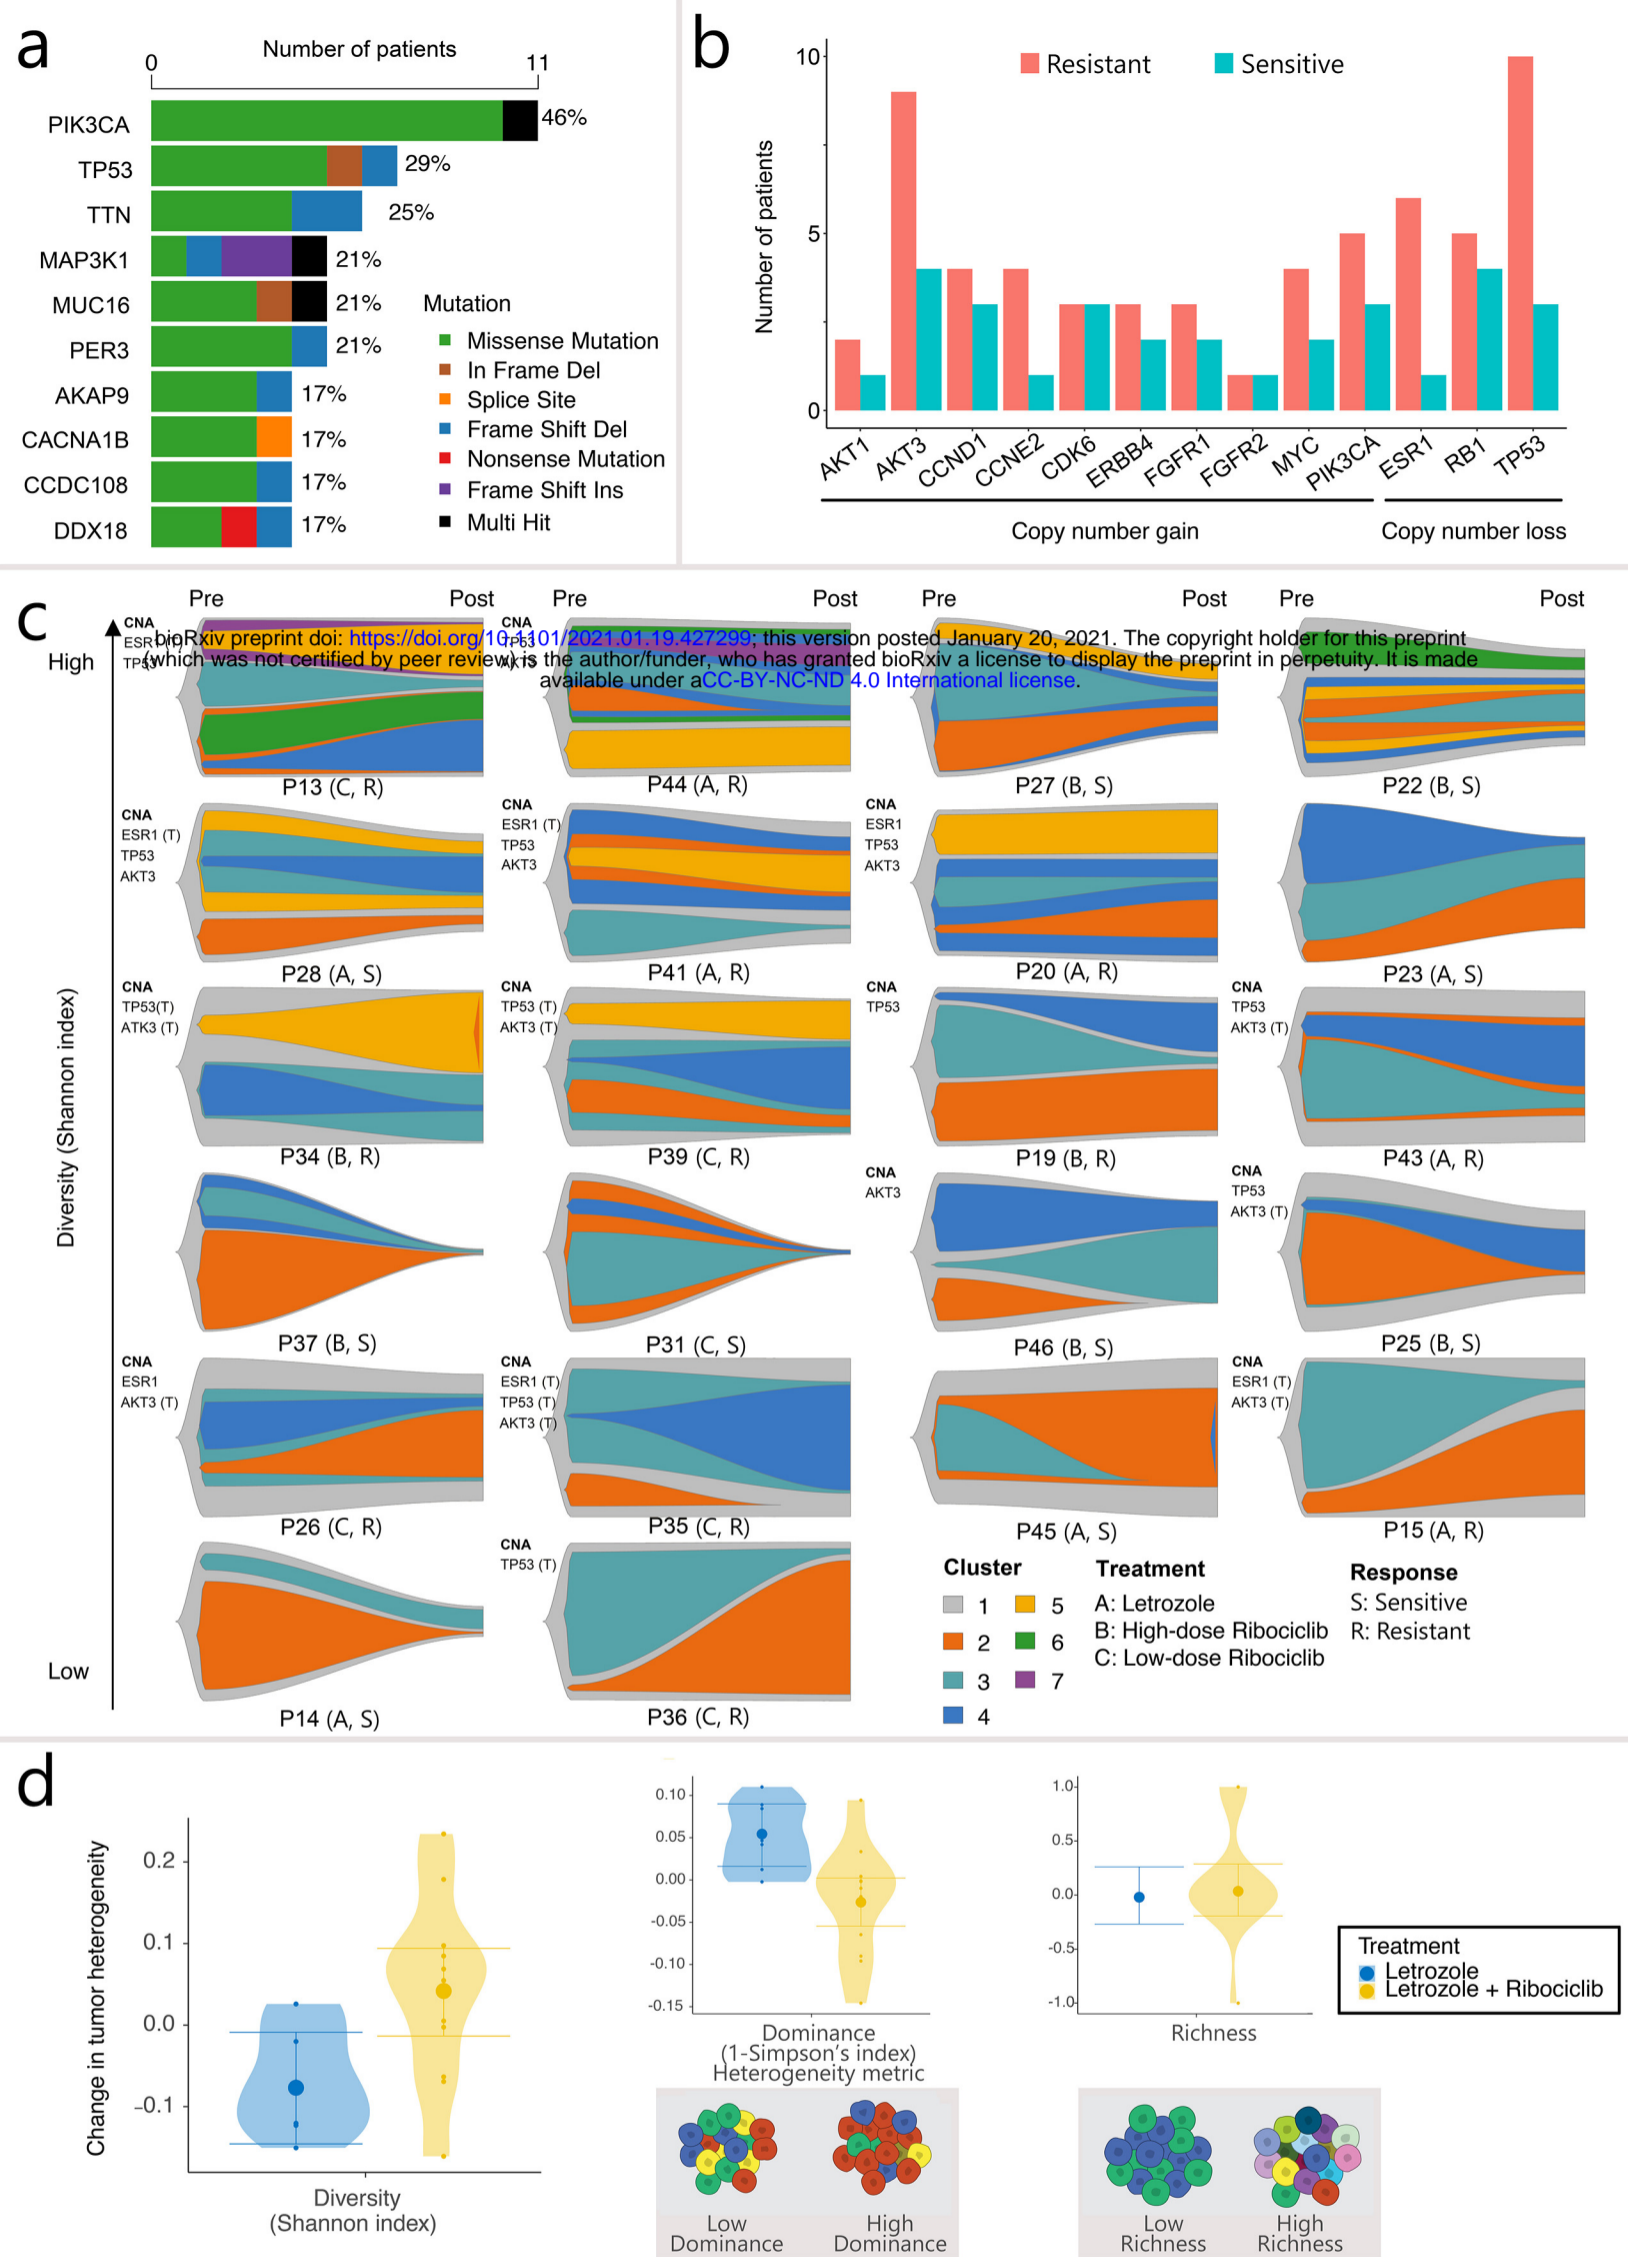 a
Number of patients
0 11
PIK3CA 46%
TP53 29%
TTN 25%
MAP3K1 21%
MUC16 21%
PER3 21%
AKAP9 17%
CACNA1B 17%
CCDC108 17%
DDX18 17%
Mutation
Missense Mutation
In Frame Del
Splice Site
Frame Shift Del
Nonsense Mutation
Frame Shift Ins
Multi Hit
b
Resistant Sensitive
Number of patients
10
5
0
AKT1 AKT3 CCND1 CCNE2 CDK6 ERBB4 FGFR1 FGFR2 MYC PIK3CA ESR1 RB1 TP53
Copy number gain Copy number loss
c
Pre Post Pre Post Pre Post Pre Post
High
Diversity (Shannon index)
Low
bioRxiv preprint doi: https://doi.org/10.1101/2021.01.19.427299; this version posted January 20, 2021. The copyright holder for this preprint
(which was not certified by peer review) is the author/funder, who has granted bioRxiv a license to display the preprint in perpetuity. It is made
available under aCC-BY-NC-ND 4.0 International license.
CNA
ESR1 (T)
TP53
P13 (C, R)
CNA
TP53
AKT3
P44 (A, R)
P27 (B, S)
P22 (B, S)
CNA
ESR1 (T)
TP53
AKT3
P28 (A, S)
CNA
ESR1 (T)
TP53
AKT3
P41 (A, R)
CNA
ESR1
TP53
AKT3
P20 (A, R)
P23 (A, S)
CNA
TP53(T)
ATK3 (T)
P34 (B, R)
CNA
TP53 (T)
AKT3 (T)
P39 (C, R)
CNA
TP53
P19 (B, R)
CNA
TP53
AKT3 (T)
P43 (A, R)
P37 (B, S)
P31 (C, S)
CNA
AKT3
P46 (B, S)
CNA
TP53
AKT3 (T)
P25 (B, S)
CNA
ESR1
AKT3 (T)
P26 (C, R)
CNA
ESR1 (T)
TP53 (T)
AKT3 (T)
P35 (C, R)
P45 (A, S)
CNA
ESR1 (T)
AKT3 (T)
P15 (A, R)
P14 (A, S)
CNA
TP53 (T)
P36 (C, R)
Cluster
1 5
2 6
3 7
4
Treatment
A: Letrozole
B: High-dose Ribociclib
C: Low-dose Ribociclib
Response
S: Sensitive
R: Resistant
d
Change in tumor heterogeneity
0.2
0.1
0.0
−0.1
Diversity
(Shannon index)
0.10
0.05
0.00
-0.05
-0.10
-0.15
Dominance
(1-Simpson's index)
Heterogeneity metric
Low
Dominance
High
Dominance
1.0
0.5
0.0
-0.5
-1.0
Richness
Low
Richness
High
Richness
Treatment
Letrozole
Letrozole + Ribociclib